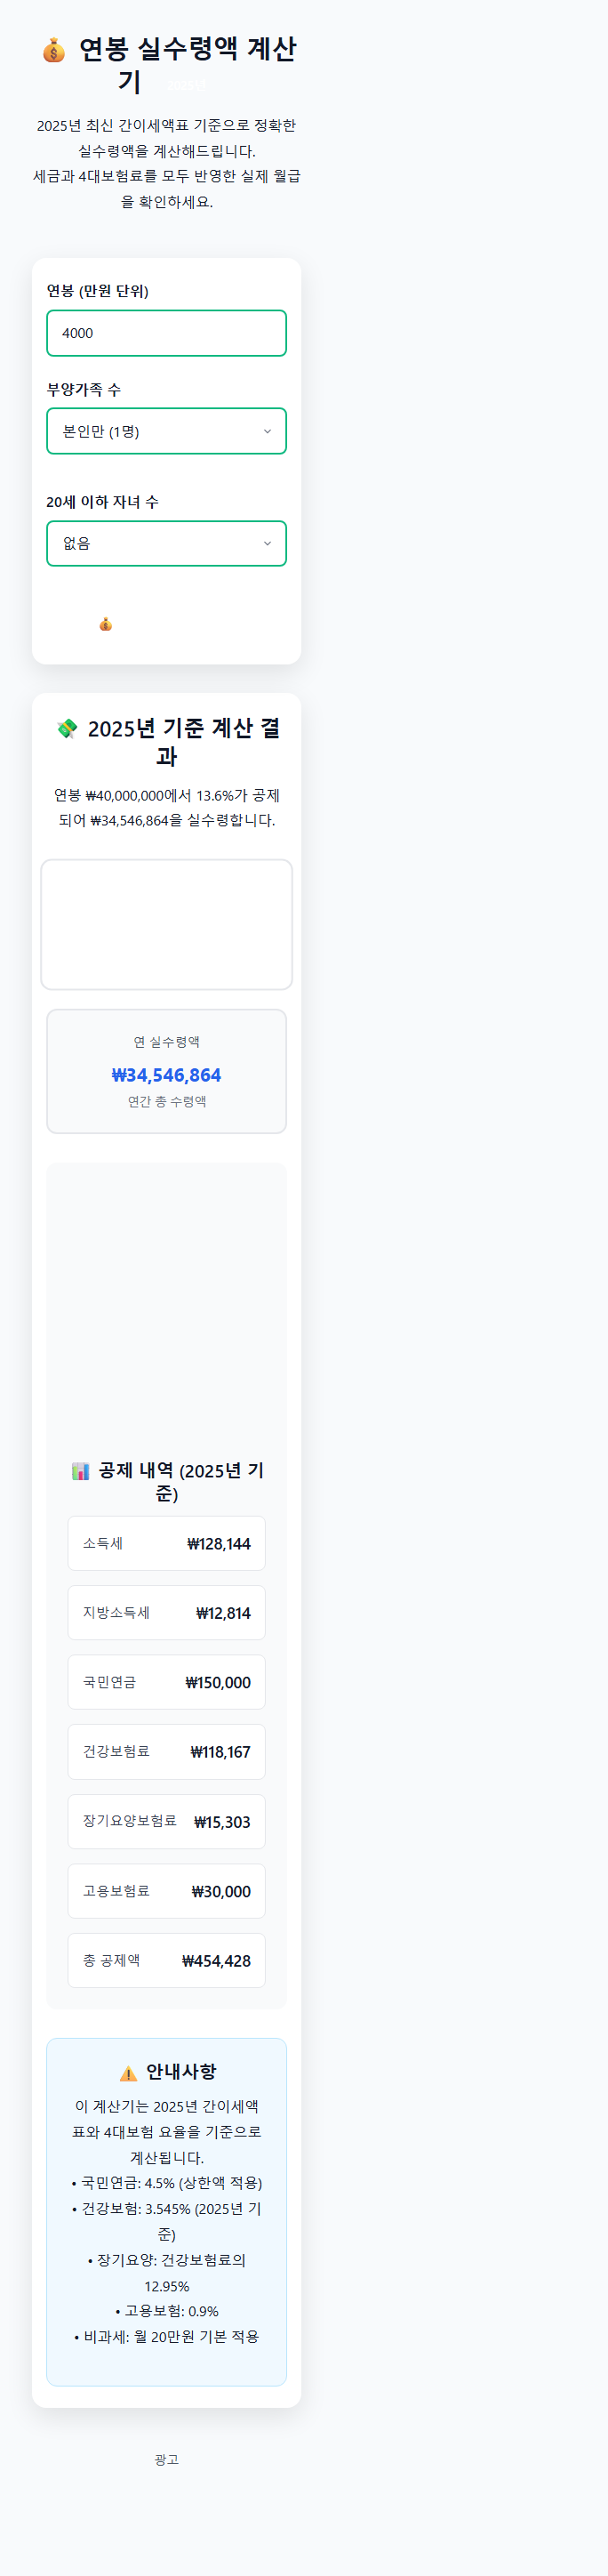 💰 연봉 실수령액 계산
기
2025년 최신 간이세액표 기준으로 정확한
실수령액을 계산해드립니다.
세금과 4대보험료를 모두 반영한 실제 월급
을 확인하세요.
연봉 (만원 단위)
4000
부양가족 수
본인만 (1명)
20세 이하 자녀 수
없음
💰
💸 2025년 기준 계산 결
과
연봉 ₩40,000,000에서 13.6%가 공제
되어 ₩34,546,864을 실수령합니다.
연 실수령액
₩34,546,864
연간 총 수령액
📊 공제 내역 (2025년 기
준)
소득세 ₩128,144
지방소득세 ₩12,814
국민연금 ₩150,000
건강보험료 ₩118,167
장기요양보험료 ₩15,303
고용보험료 ₩30,000
총 공제액 ₩454,428
⚠️ 안내사항
이 계산기는 2025년 간이세액
표와 4대보험 요율을 기준으로
계산됩니다.
• 국민연금: 4.5% (상한액 적용)
• 건강보험: 3.545% (2025년 기
준)
• 장기요양: 건강보험료의
12.95%
• 고용보험: 0.9%
• 비과세: 월 20만원 기본 적용
광고